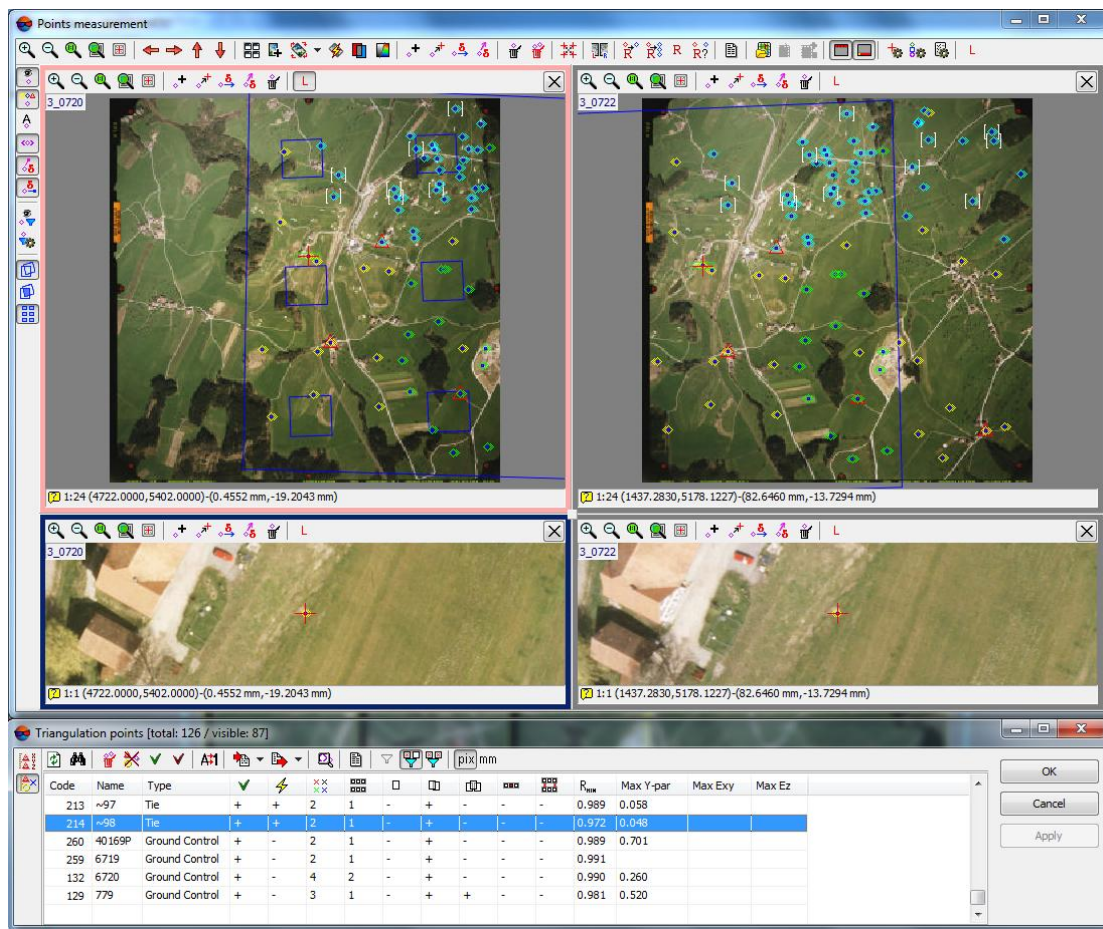 Points measurement
R R? L
L L
3_0720 3_0722
1:24 (4722.0000,5402.0000)-(0.4552 mm,-19.2043 mm) 1:24 (1437.2830,5178.1227)-(82.6460 mm,-13.7294 mm)
L L
3_0720 3_0722
1:1 (4722.0000,5402.0000)-(0.4552 mm,-19.2043 mm) 1:1 (1437.2830,5178.1227)-(82.6460 mm,-13.7294 mm)
Triangulation points [total: 126 / visible: 87]
pix mm
OK
Cancel
Apply
Code Name Type Rmin Max Y-par Max Exy Max Ez
213 ~97 Tie + + 2 1 - + - - - 0.989 0.058
214 ~98 Tie + + 2 1 - + - - - 0.972 0.048
260 40169P Ground Control + - 2 1 - + - - - 0.989 0.701
259 6719 Ground Control + - 2 1 - + - - - 0.991
132 6720 Ground Control + - 4 2 - + - - - 0.990 0.260
129 779 Ground Control + - 3 1 - + + - - 0.981 0.520